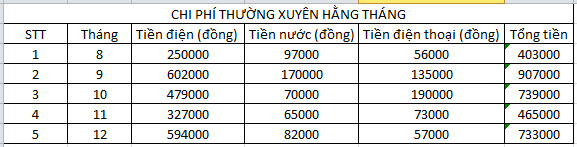 CHI PHÍ THƯỜNG XUYÊN HẰNG THÁNG
STT Tháng Tiền điện (đồng) Tiền nước (đồng) Tiền điện thoại (đồng) Tổng tiền
1 8 250000 97000 56000 403000
2 9 602000 170000 135000 907000
3 10 479000 70000 190000 739000
4 11 327000 65000 73000 465000
5 12 594000 82000 57000 733000